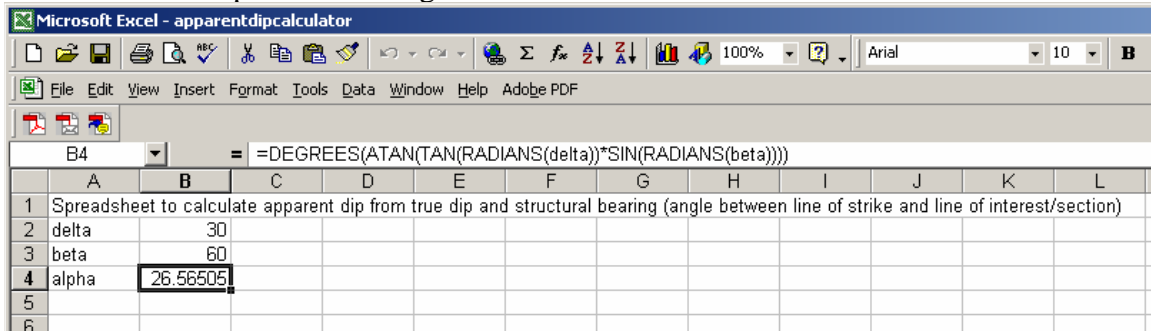 Microsoft Excel - apparentdipcalculator
ABC Σ fx A Z Z A 100% ? Arial 10 B
File Edit View Insert Format Tools Data Window Help Adobe PDF
B4 = =DEGREES(ATAN(TAN(RADIANS(delta))*SIN(RADIANS(beta))))
A B C D E F G H I J K L
1 Spreadsheet to calculate apparent dip from true dip and structural bearing (angle between line of strike and line of interest/section)
2 delta 30
3 beta 60
4 alpha 26.56505
5
6